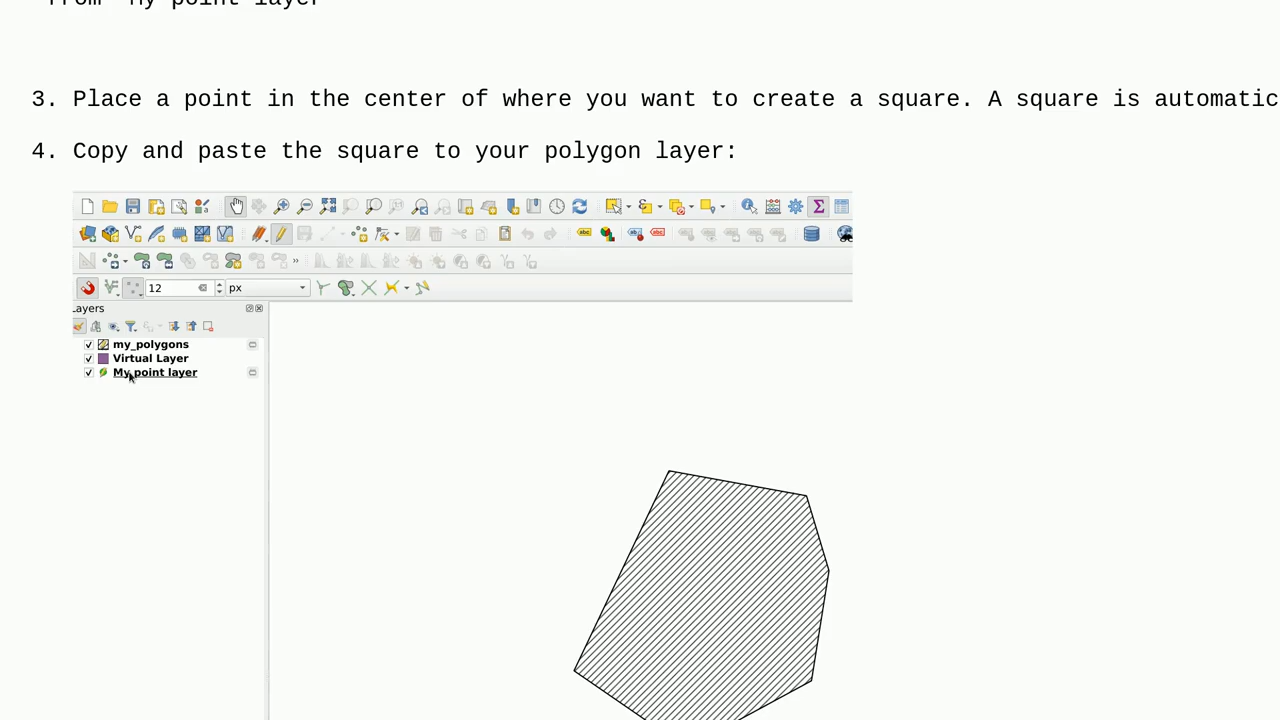 from "My point layer"
3. Place a point in the center of where you want to create a square. A square is automatic
4. Copy and paste the square to your polygon layer:
12 px
Layers
my_polygons
Virtual Layer
My point layer